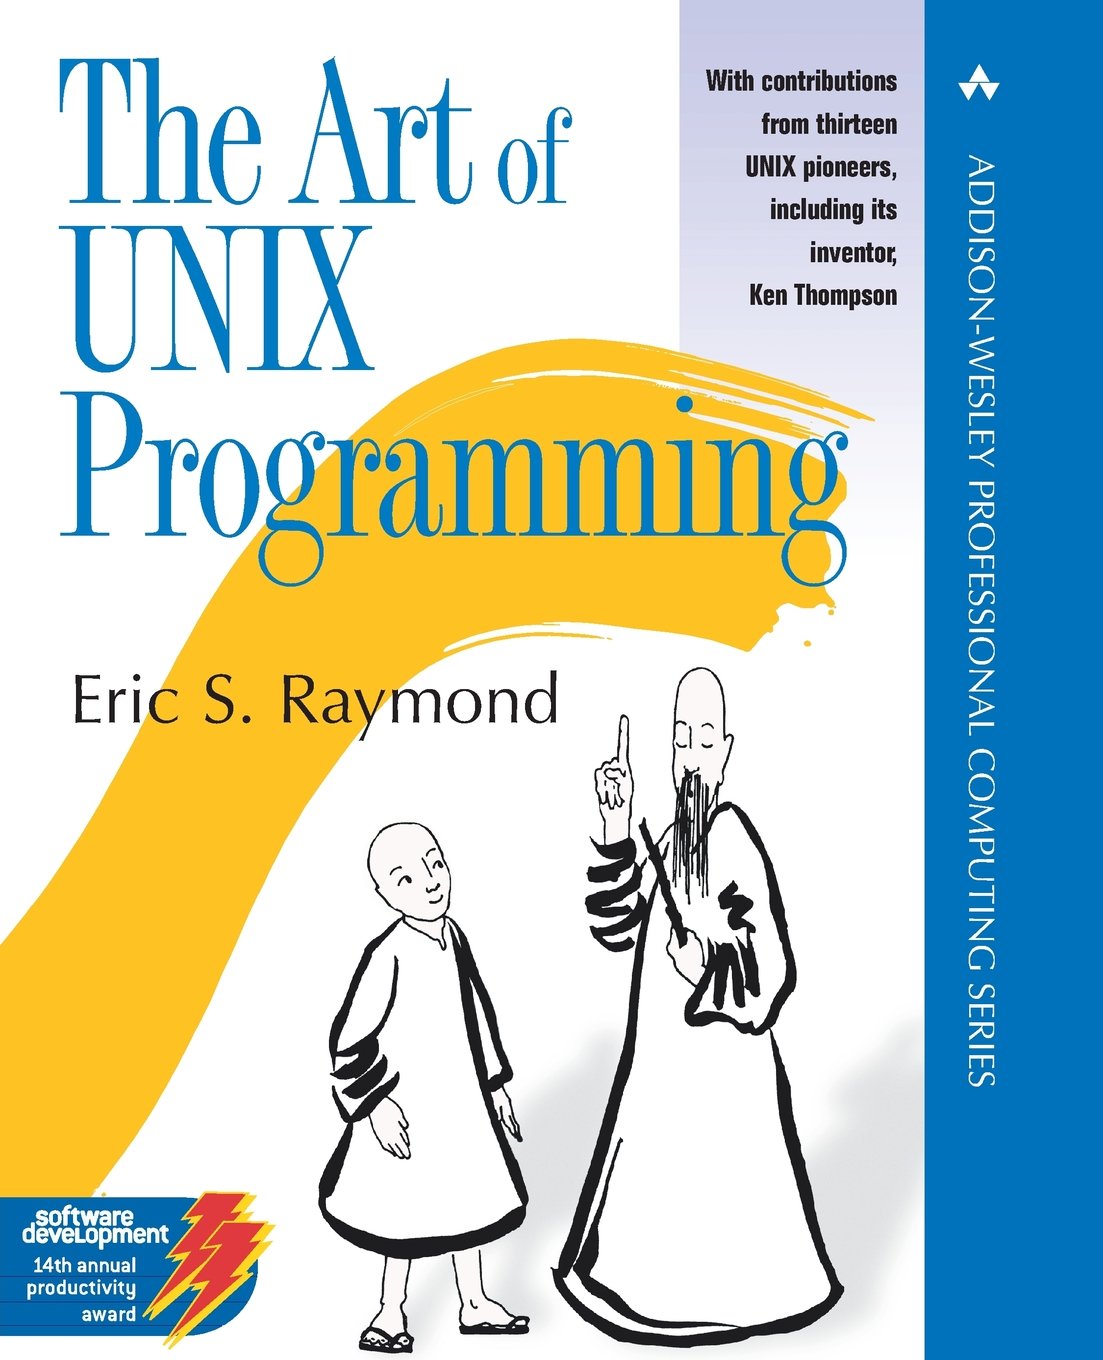 The Art of
UNIX
Programming
With contributions
from thirteen
UNIX pioneers,
including its
inventor,
Ken Thompson
Eric S. Raymond
ADDISON-WESLEY PROFESSIONAL COMPUTING SERIES
software
development
14th annual
productivity
award